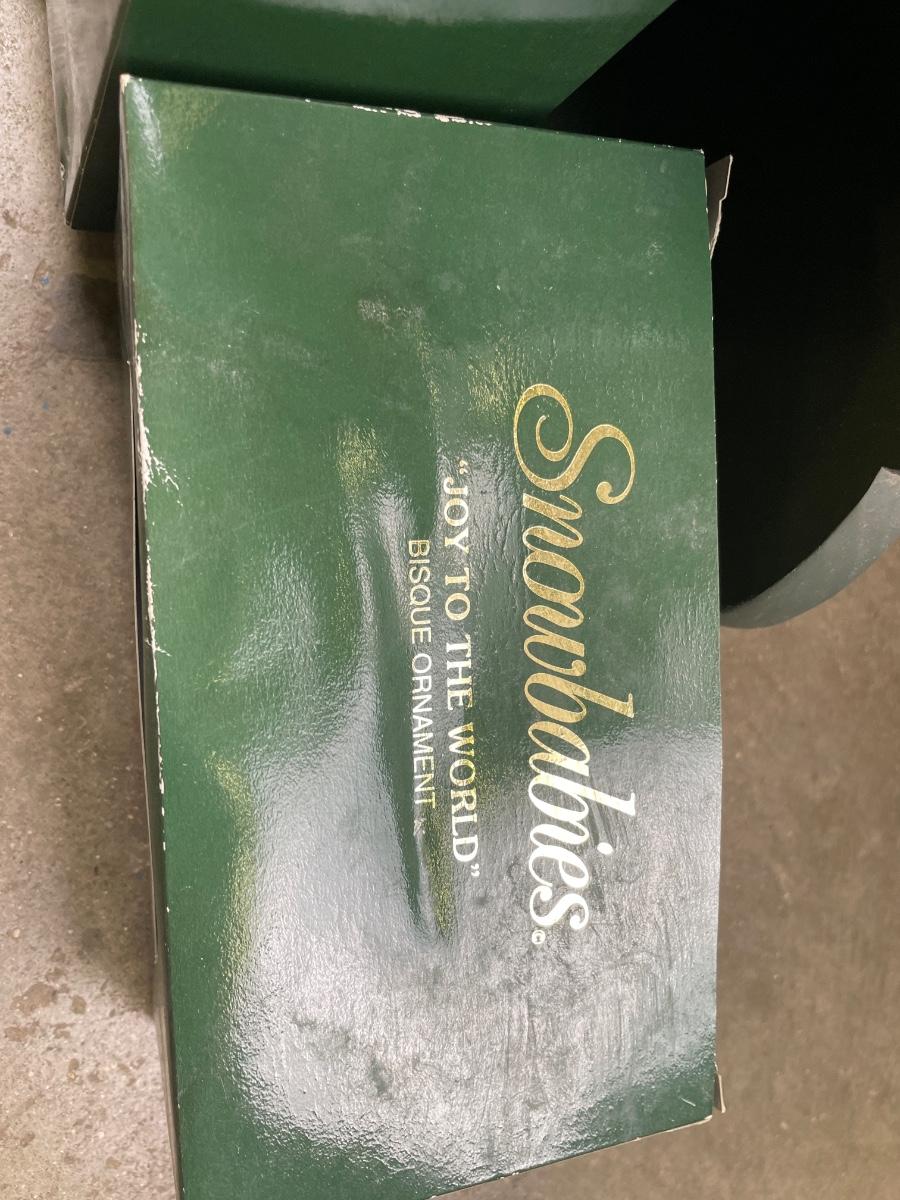 Snowbabies©
“JOY TO THE WORLD”
BISQUE ORNAMENT